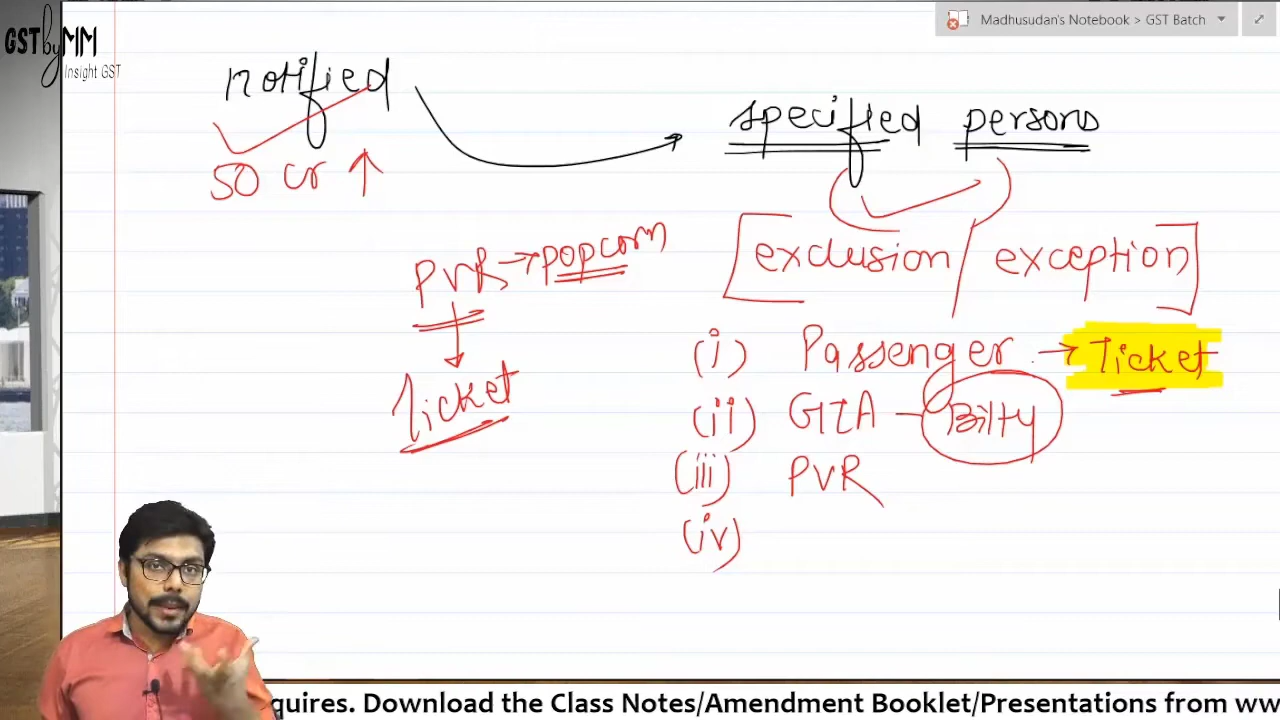 GST by MM
Insight GST
Madhusudan's Notebook > GST Batch
notified
specified persons
50 cr ↑
exclusion / exception
PVR → popcorn
Ticket
(i) Passenger → Ticket
(ii) GTA - Bilty
(iii) PVR
(iv)
quires. Download the Class Notes/Amendment Booklet/Presentations from ww